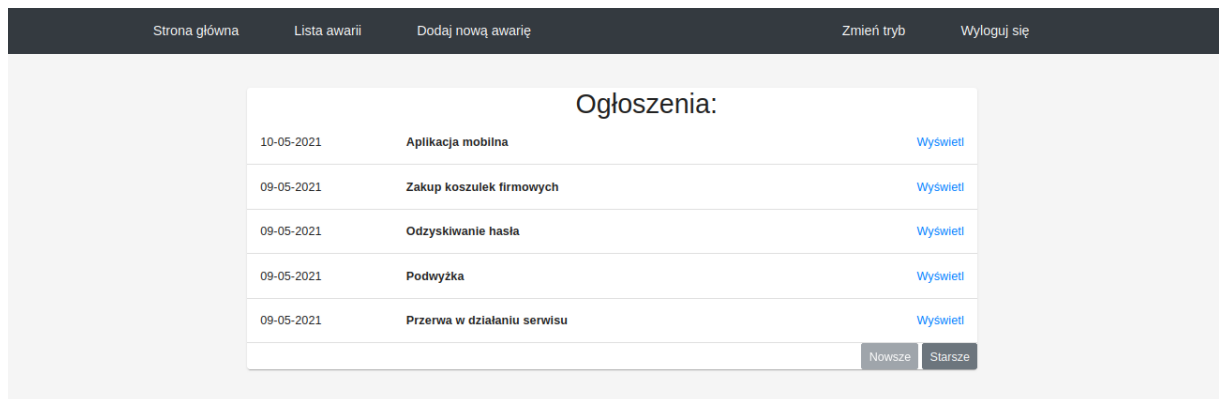 Strona główna Lista awarii Dodaj nową awarię Zmień tryb Wyloguj się
Ogłoszenia:
10-05-2021 Aplikacja mobilna Wyświetl
09-05-2021 Zakup koszulek firmowych Wyświetl
09-05-2021 Odzyskiwanie hasła Wyświetl
09-05-2021 Podwyżka Wyświetl
09-05-2021 Przerwa w działaniu serwisu Wyświetl
Nowsze Starsze